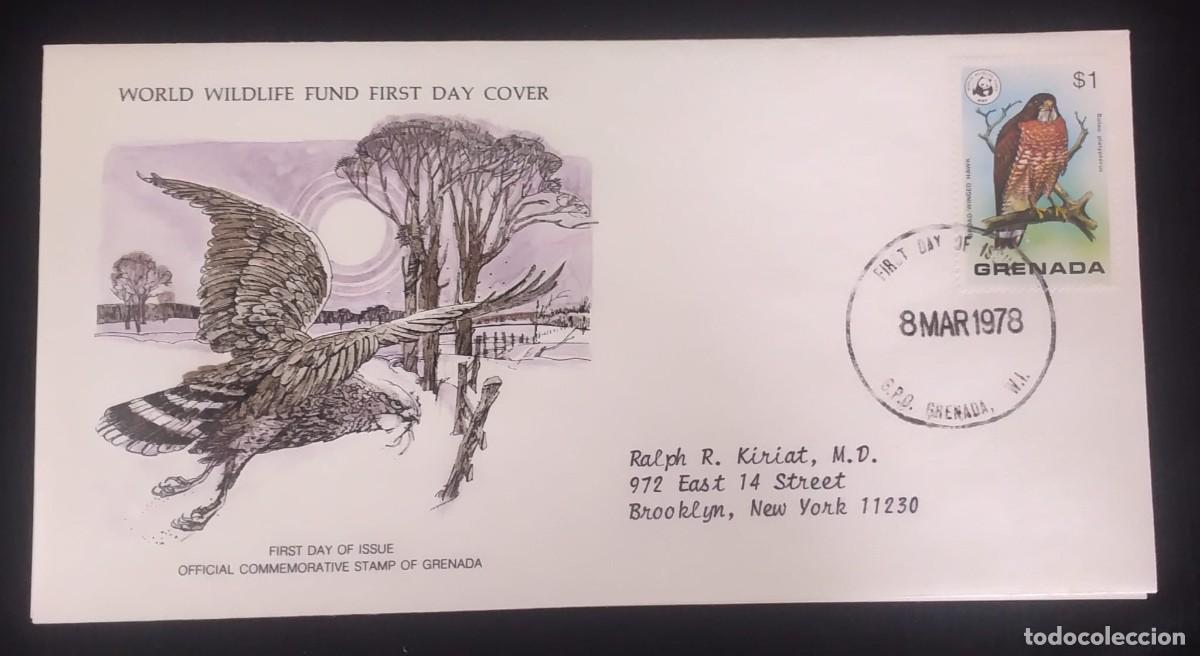 WORLD WILDLIFE FUND FIRST DAY COVER
$1
Buteo platypterus
BROAD-WINGED HAWK
GRENADA
FIRST DAY OF ISSUE
8 MAR 1978
G.P.O. GRENADA, W.I.
Ralph R. Kiriat, M.D.
972 East 14 Street
Brooklyn, New York 11230
FIRST DAY OF ISSUE
OFFICIAL COMMEMORATIVE STAMP OF GRENADA
todocoleccion